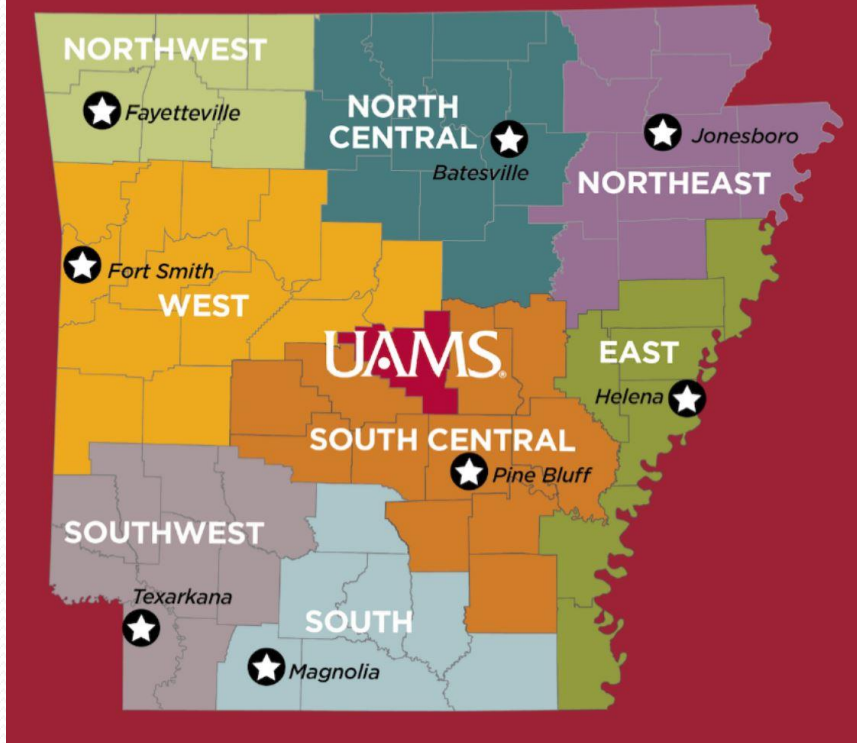 NORTHWEST
Fayetteville
NORTH
CENTRAL
Batesville
Jonesboro
NORTHEAST
Fort Smith
WEST
UAMS®
EAST
Helena
SOUTH CENTRAL
Pine Bluff
SOUTHWEST
Texarkana
SOUTH
Magnolia